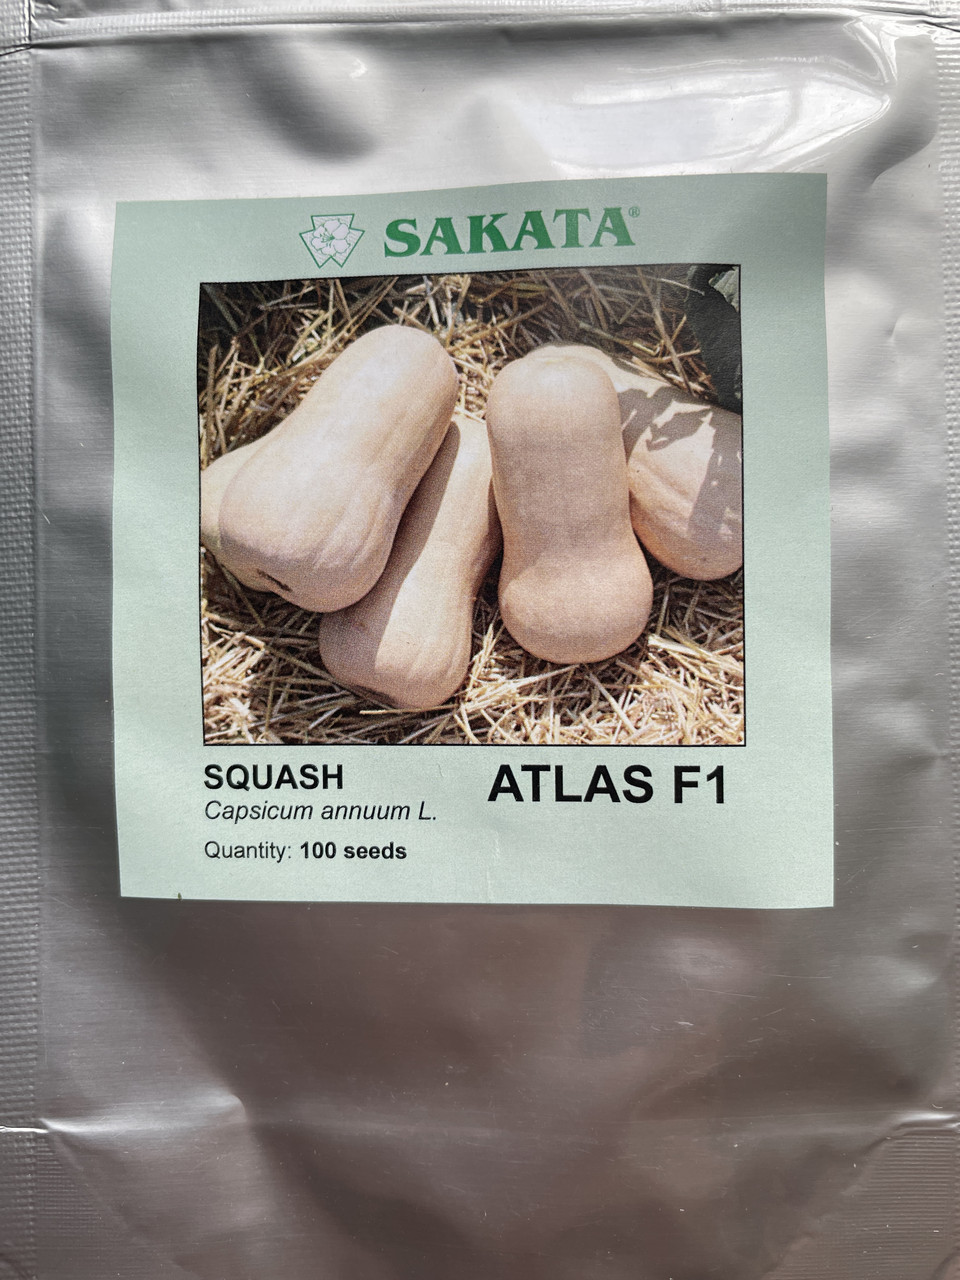 SAKATA®
SQUASH
ATLAS F1
Capsicum annuum L.
Quantity: 100 seeds